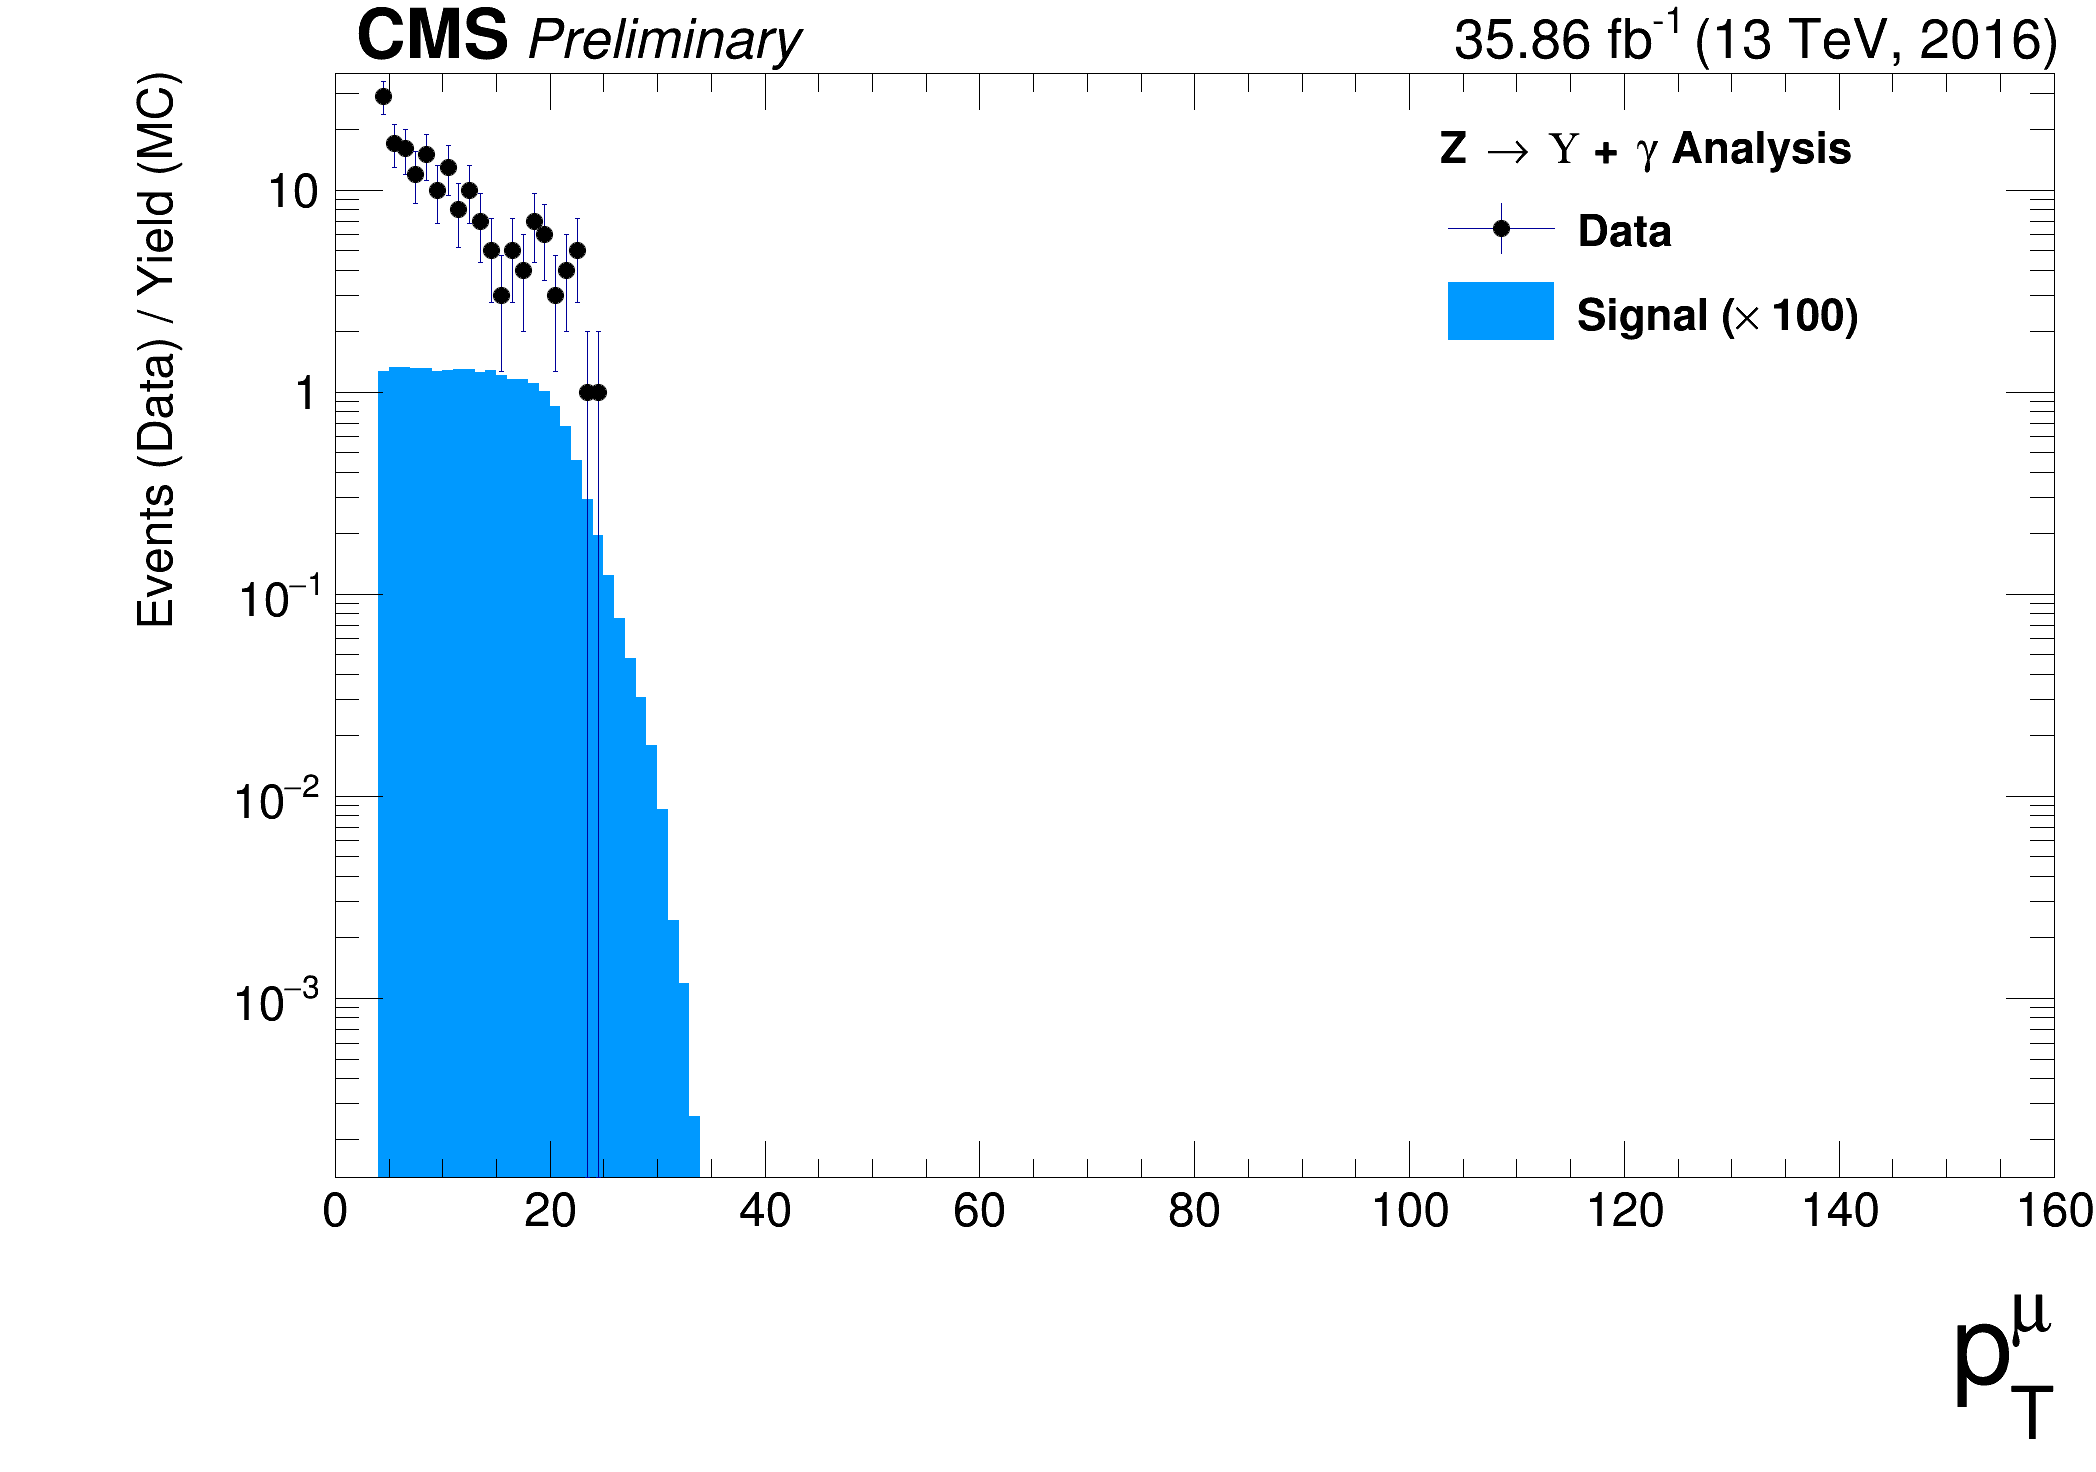 CMS Preliminary
35.86 fb⁻¹ (13 TeV, 2016)
Events (Data) / Yield (MC)
Z → Υ + γ Analysis
Data
Signal (× 100)
10
1
10⁻¹
10⁻²
10⁻³
0 20 40 60 80 100 120 140 160
p_T^μ